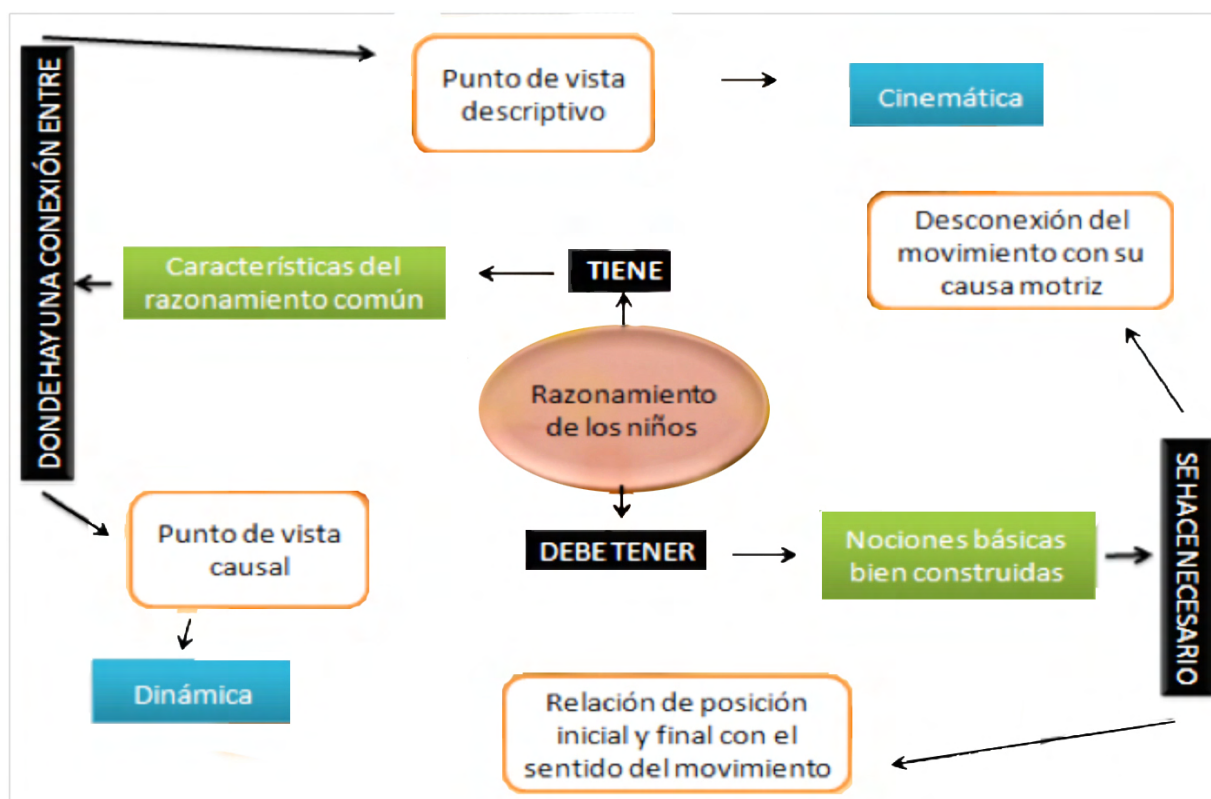 DONDE HAY UNA CONEXIÓN ENTRE
Punto de vista
descriptivo
Cinemática
Desconexión del
movimiento con su
causa motriz
TIENE
Características del
razonamiento común
Razonamiento
de los niños
DEBE TENER
Nociones básicas
bien construidas
SE HACE NECESARIO
Punto de vista
causal
Dinámica
Relación de posición
inicial y final con el
sentido del movimiento